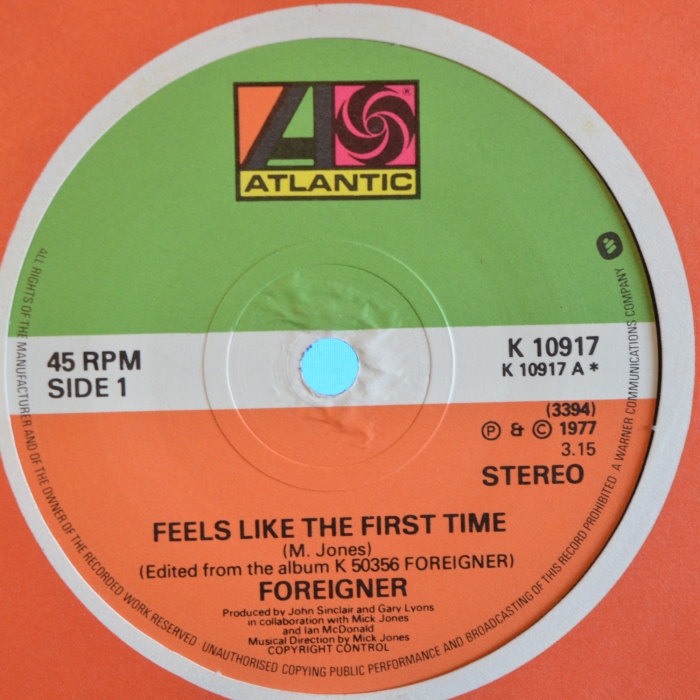 ATLANTIC
45 RPM
SIDE 1
K 10917
K 10917 A *
(3394)
℗ & © 1977
3.15
STEREO
FEELS LIKE THE FIRST TIME
(M. Jones)
(Edited from the album K 50356 FOREIGNER)
FOREIGNER
Produced by John Sinclair and Gary Lyons
in collaboration with Mick Jones
and Ian McDonald
Musical Direction by Mick Jones
COPYRIGHT CONTROL
ALL RIGHTS OF THE MANUFACTURER AND OF THE OWNER OF THE RECORDED WORK RESERVED UNAUTHORISED COPYING PUBLIC PERFORMANCE AND BROADCASTING OF THIS RECORD PROHIBITED A WARNER COMMUNICATIONS COMPANY